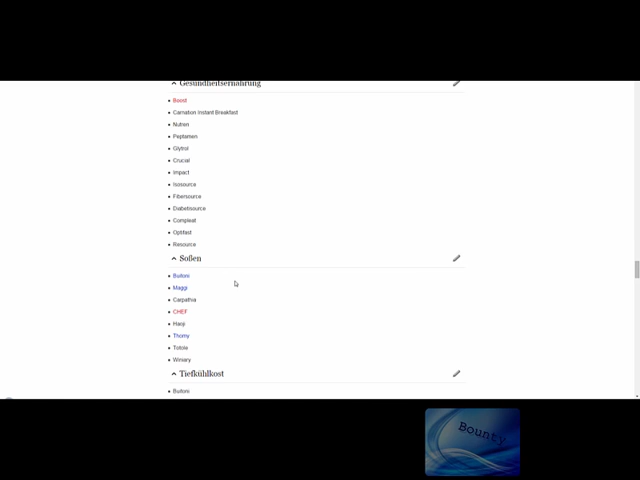 Gesundheitsernährung
Boost
Carnation Instant Breakfast
Nutren
Peptamen
Glytrol
Crucial
Impact
Isosource
Fibersource
Diabetisource
Compleat
Optifast
Resource
Soßen
Buitoni
Maggi
Carpathia
CHEF
Haoji
Thomy
Totole
Winiary
Tiefkühlkost
Buitoni
Bounty